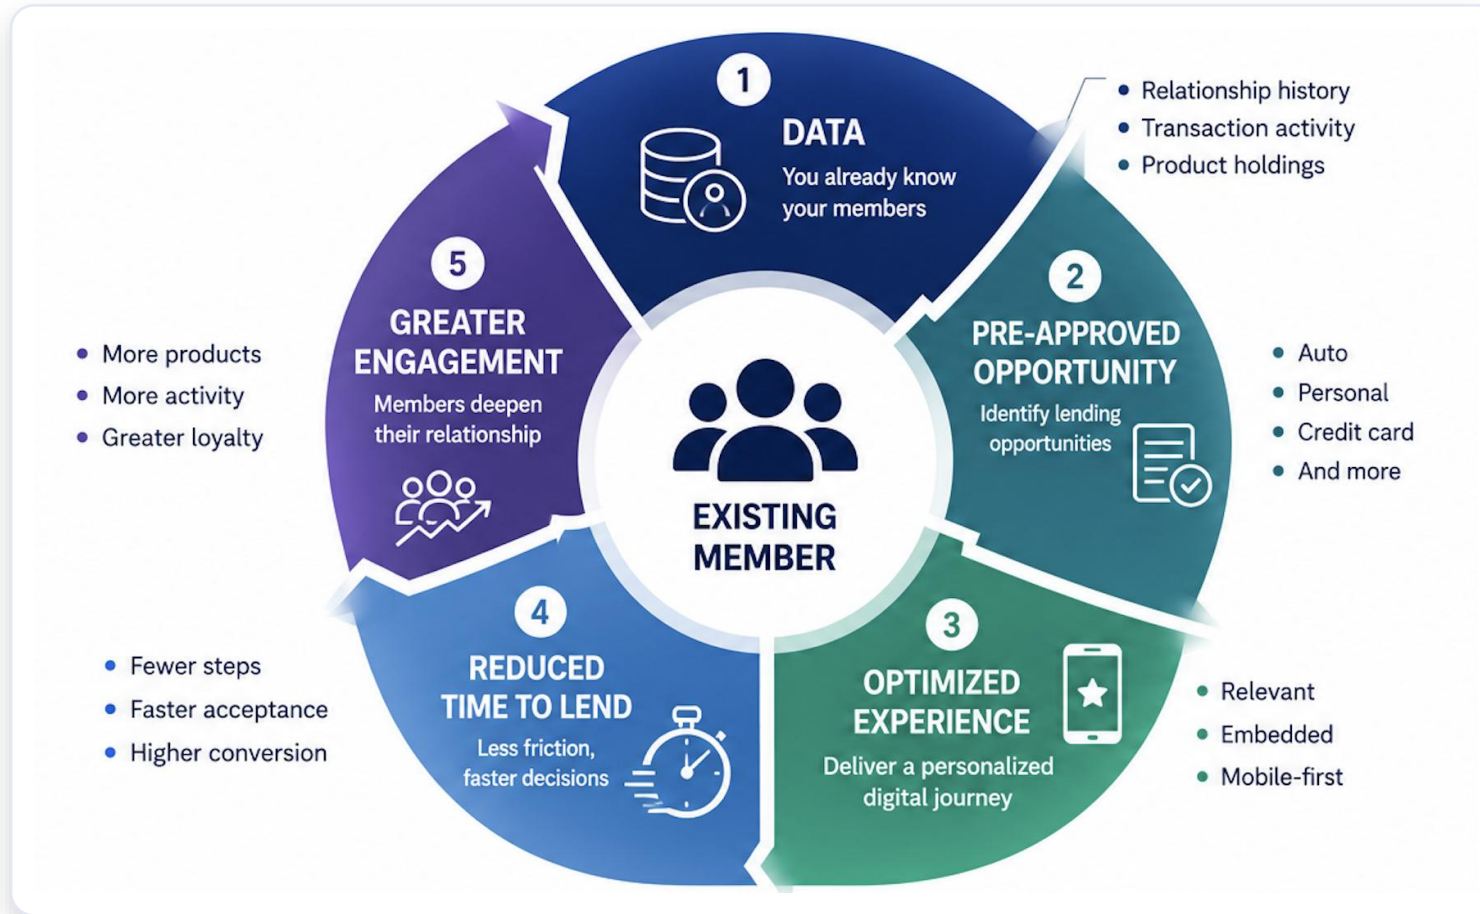 1
DATA
You already know
your members
• Relationship history
• Transaction activity
• Product holdings
2
PRE-APPROVED
OPPORTUNITY
Identify lending
opportunities
• Auto
• Personal
• Credit card
• And more
3
OPTIMIZED
EXPERIENCE
Deliver a personalized
digital journey
• Relevant
• Embedded
• Mobile-first
4
REDUCED
TIME TO LEND
Less friction,
faster decisions
• Fewer steps
• Faster acceptance
• Higher conversion
5
GREATER
ENGAGEMENT
Members deepen
their relationship
• More products
• More activity
• Greater loyalty
EXISTING
MEMBER